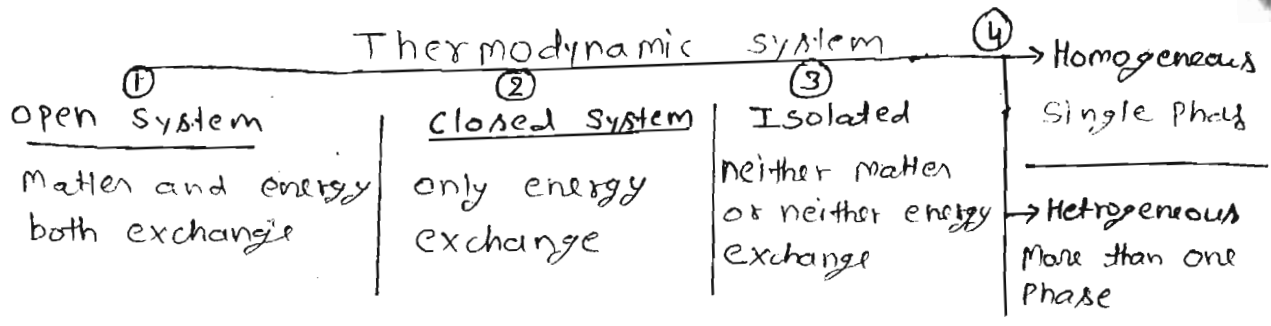 Thermodynamic System
①
Open System
Matter and energy
both exchange
②
Closed System
only energy
exchange
③
Isolated
neither matter
or neither energy
exchange
④
→ Homogeneous
Single Phase
→ Hetrogeneous
More than one
Phase